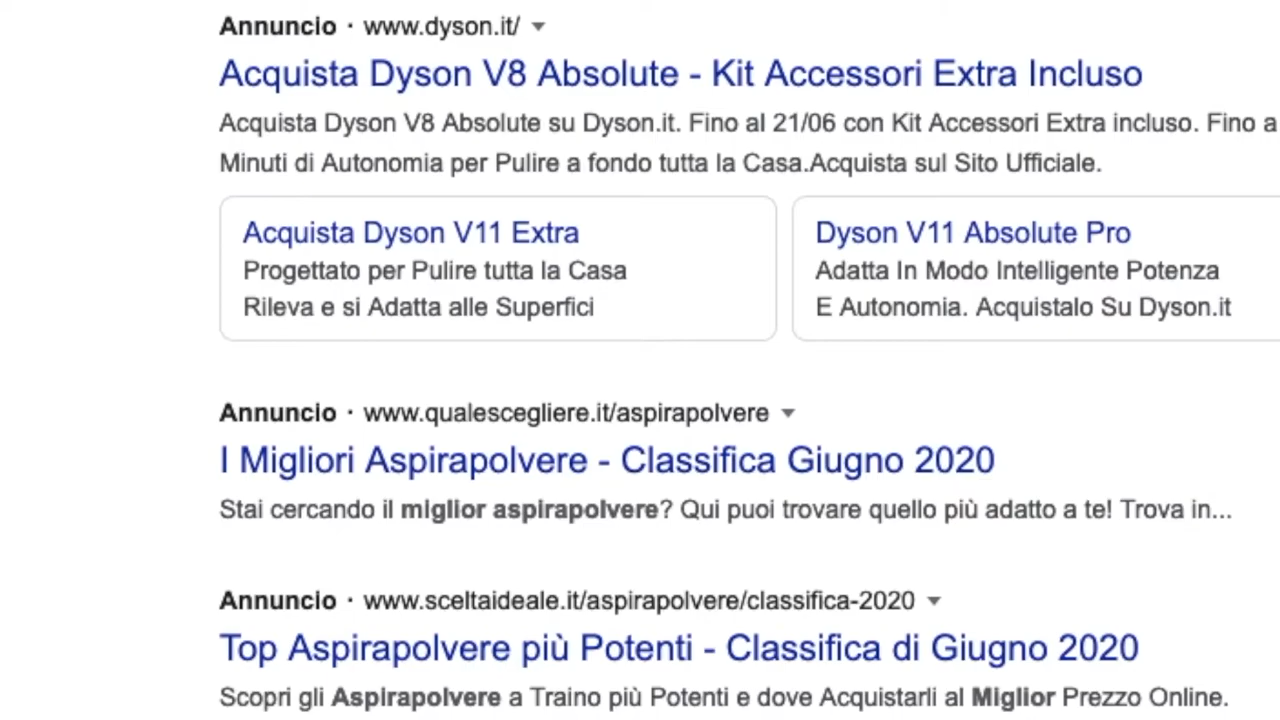 Annuncio · www.dyson.it/
Acquista Dyson V8 Absolute - Kit Accessori Extra Incluso
Acquista Dyson V8 Absolute su Dyson.it. Fino al 21/06 con Kit Accessori Extra incluso. Fino a
Minuti di Autonomia per Pulire a fondo tutta la Casa.Acquista sul Sito Ufficiale.
Acquista Dyson V11 Extra
Progettato per Pulire tutta la Casa
Rileva e si Adatta alle Superfici
Dyson V11 Absolute Pro
Adatta In Modo Intelligente Potenza
E Autonomia. Acquistalo Su Dyson.it
Annuncio · www.qualescegliere.it/aspirapolvere
I Migliori Aspirapolvere - Classifica Giugno 2020
Stai cercando il miglior aspirapolvere? Qui puoi trovare quello più adatto a te! Trova in...
Annuncio · www.sceltaideale.it/aspirapolvere/classifica-2020
Top Aspirapolvere più Potenti - Classifica di Giugno 2020
Scopri gli Aspirapolvere a Traino più Potenti e dove Acquistarli al Miglior Prezzo Online.